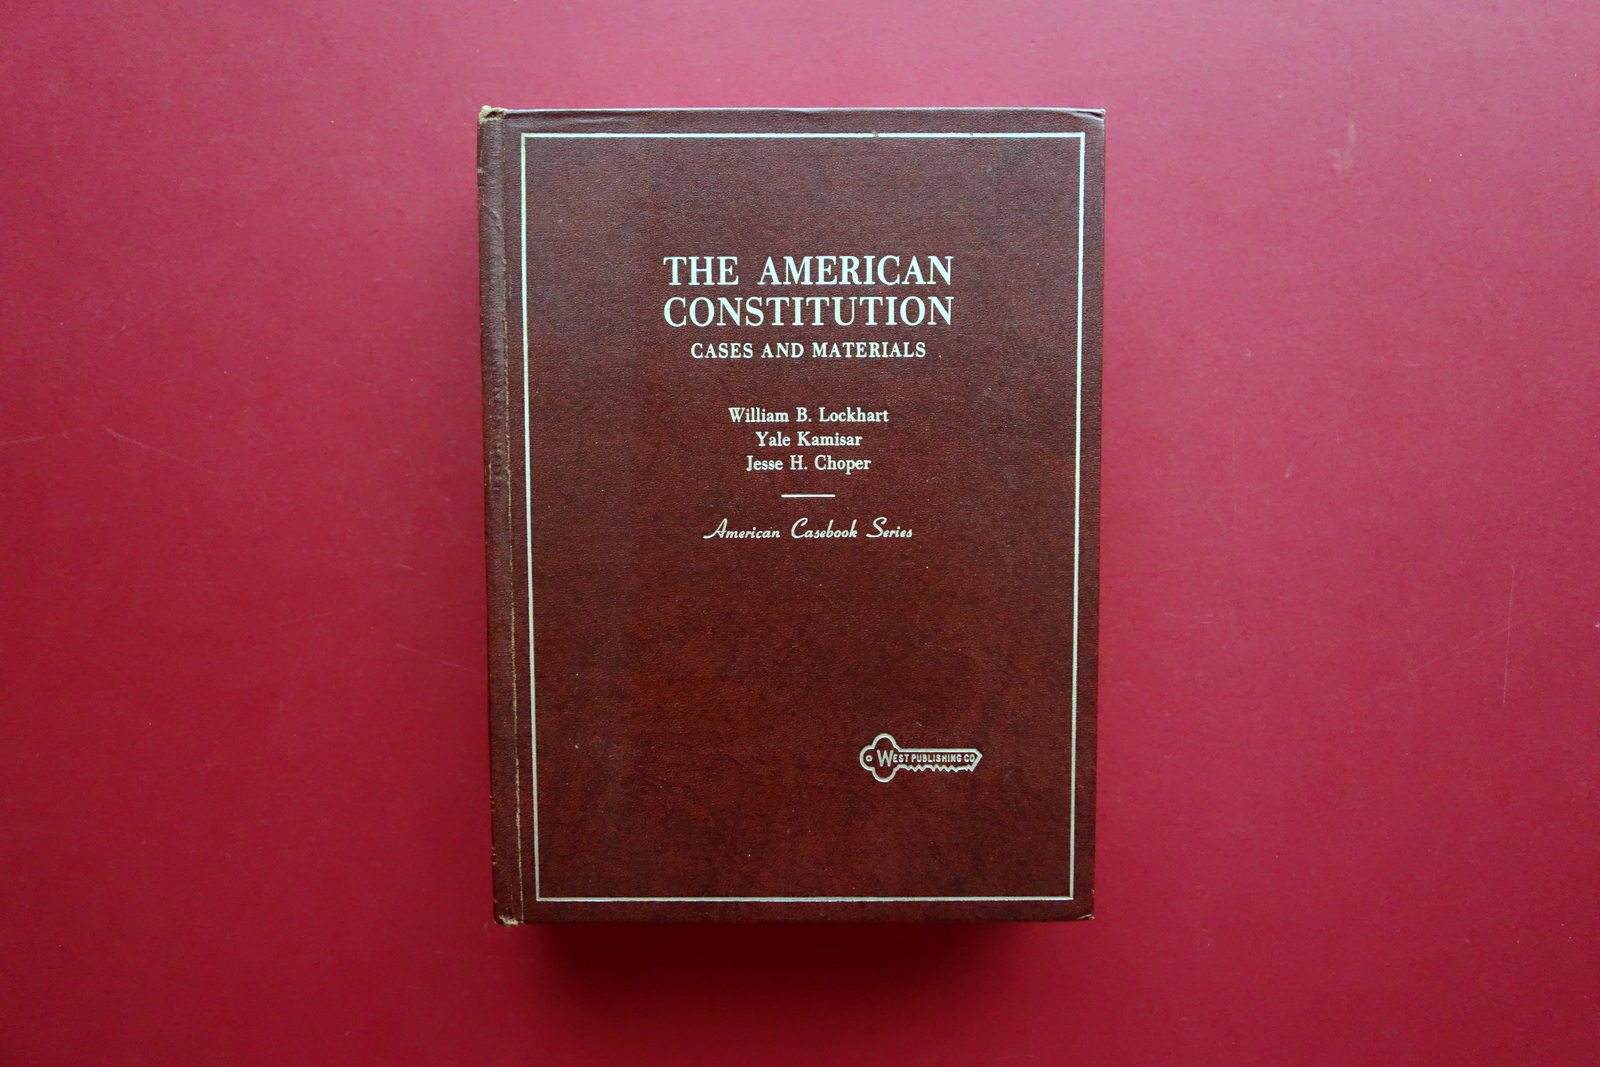 THE AMERICAN
CONSTITUTION
CASES AND MATERIALS
William B. Lockhart
Yale Kamisar
Jesse H. Choper
American Casebook Series
WEST PUBLISHING CO